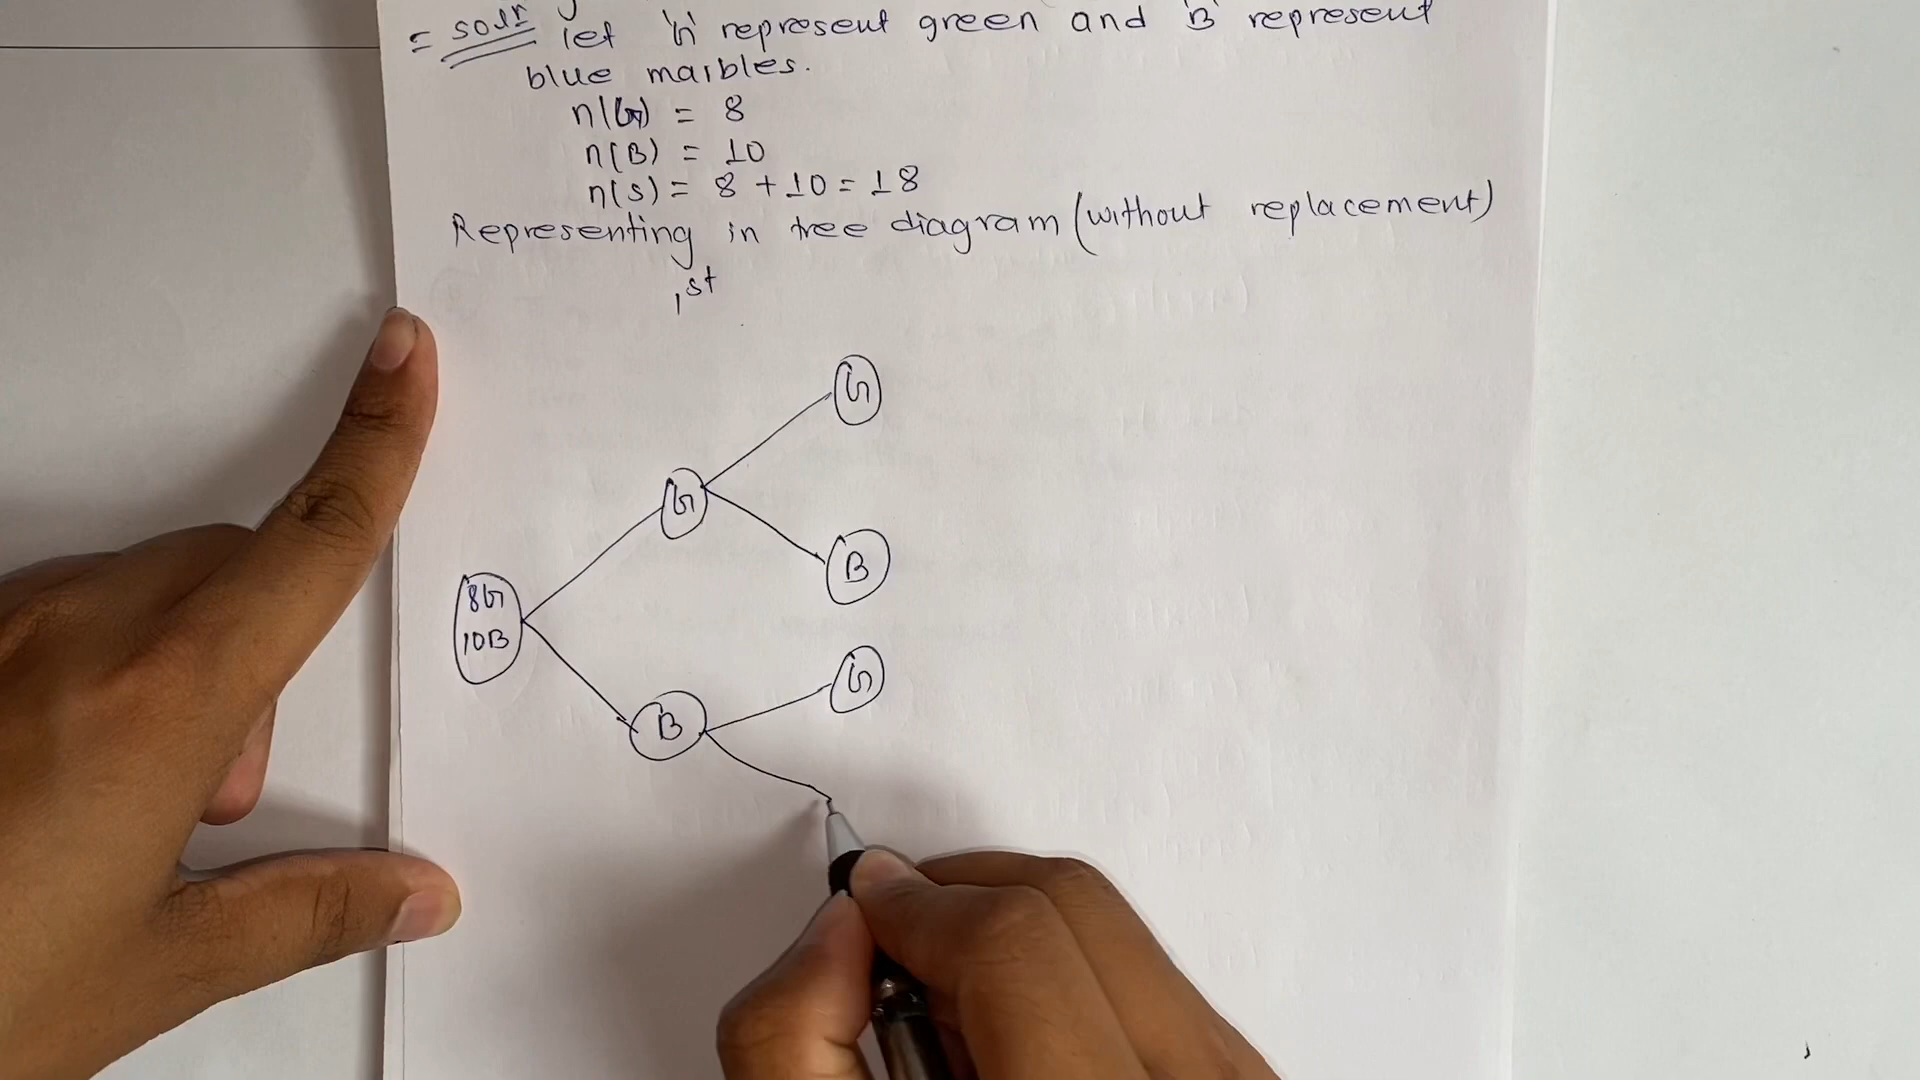 = soln let 'G' represent green and 'B' represent
blue marbles.
n(G) = 8
n(B) = 10
n(s) = 8 + 10 = 18
Representing in tree diagram (without replacement)
1st
G
G
B
8G
10B
G
B